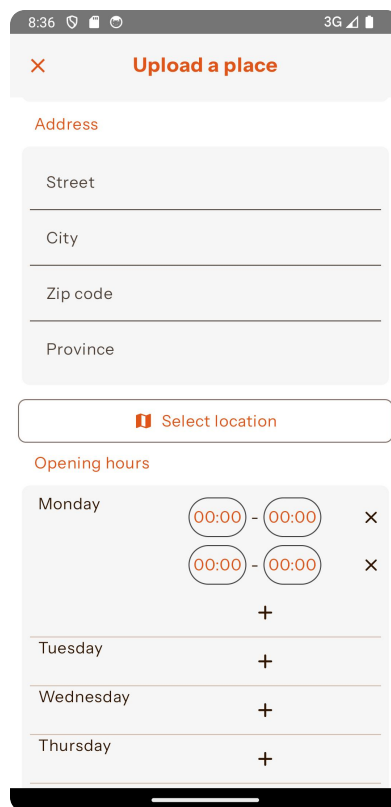 8:36 3G
Upload a place
Address
Street
City
Zip code
Province
Select location
Opening hours
Monday 00:00 - 00:00
00:00 - 00:00
+
Tuesday +
Wednesday +
Thursday +